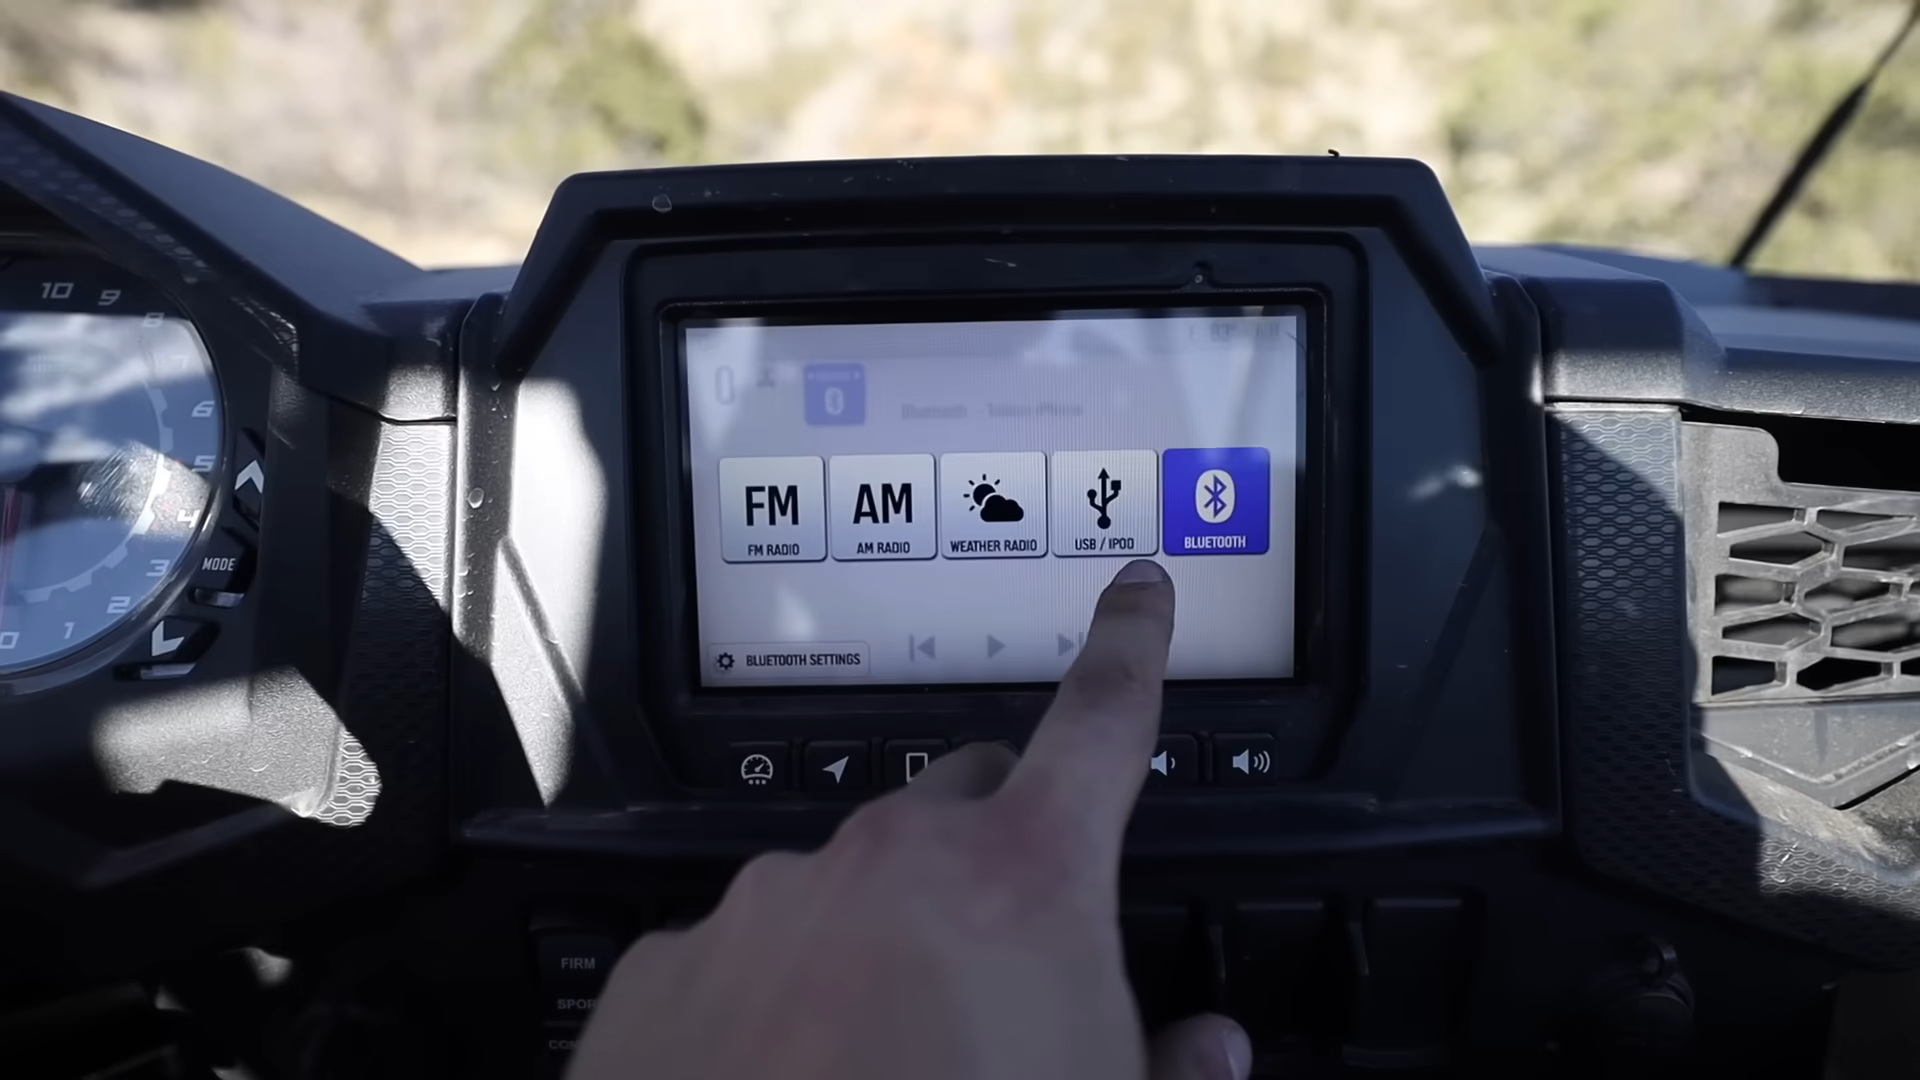 10 9 8
7
6
5
4
3
2
1
0
MODE
FM
FM RADIO
AM
AM RADIO
WEATHER RADIO
USB / IPOD
BLUETOOTH
BLUETOOTH SETTINGS
FIRM